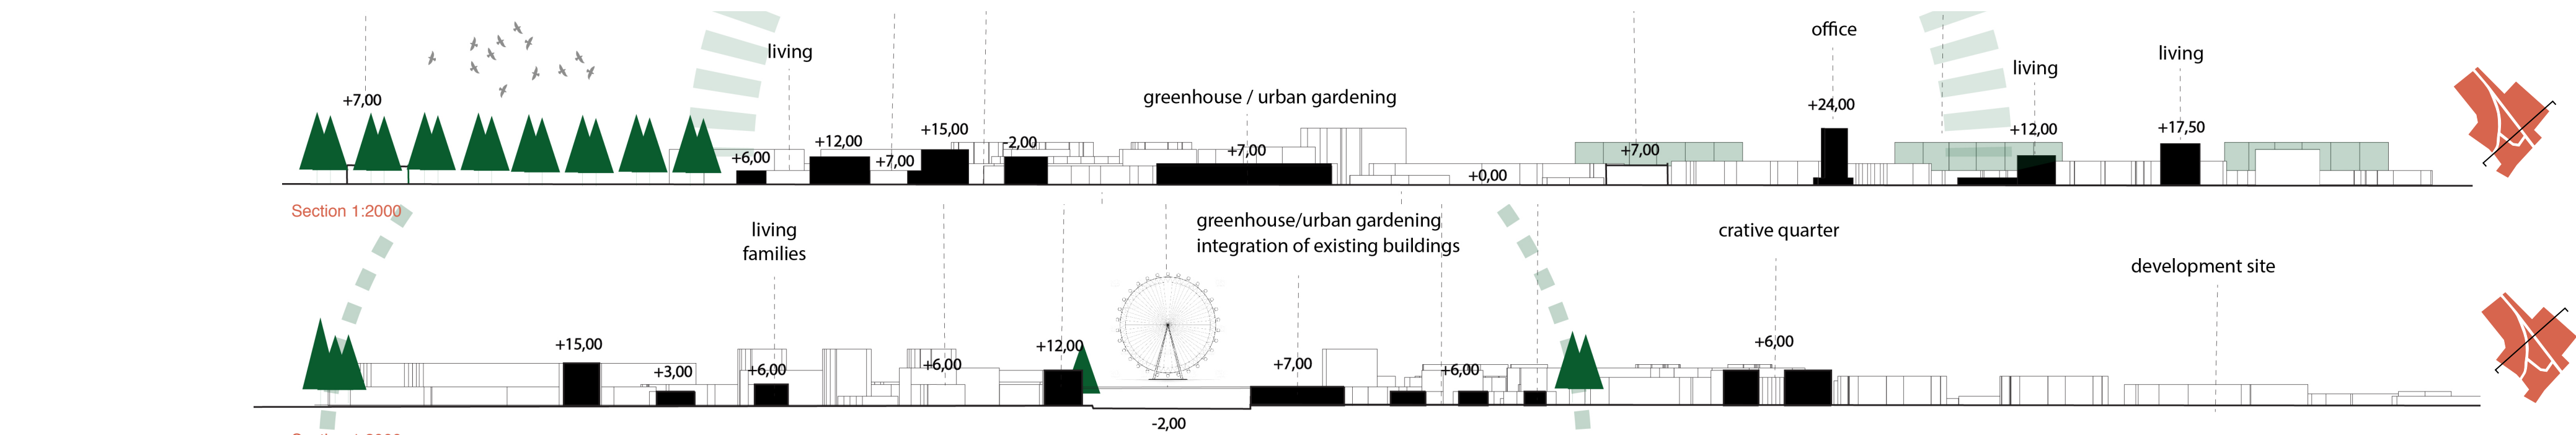 office
living
living
living
+7,00
greenhouse / urban gardening
+24,00
+12,00
+15,00
-2,00
+12,00
+17,50
+6,00
+7,00
+7,00
+7,00
+0,00
Section 1:2000
living
families
greenhouse/urban gardening
integration of existing buildings
crative quarter
development site
+15,00
+12,00
+6,00
+3,00
+6,00
+6,00
+7,00
+6,00
-2,00